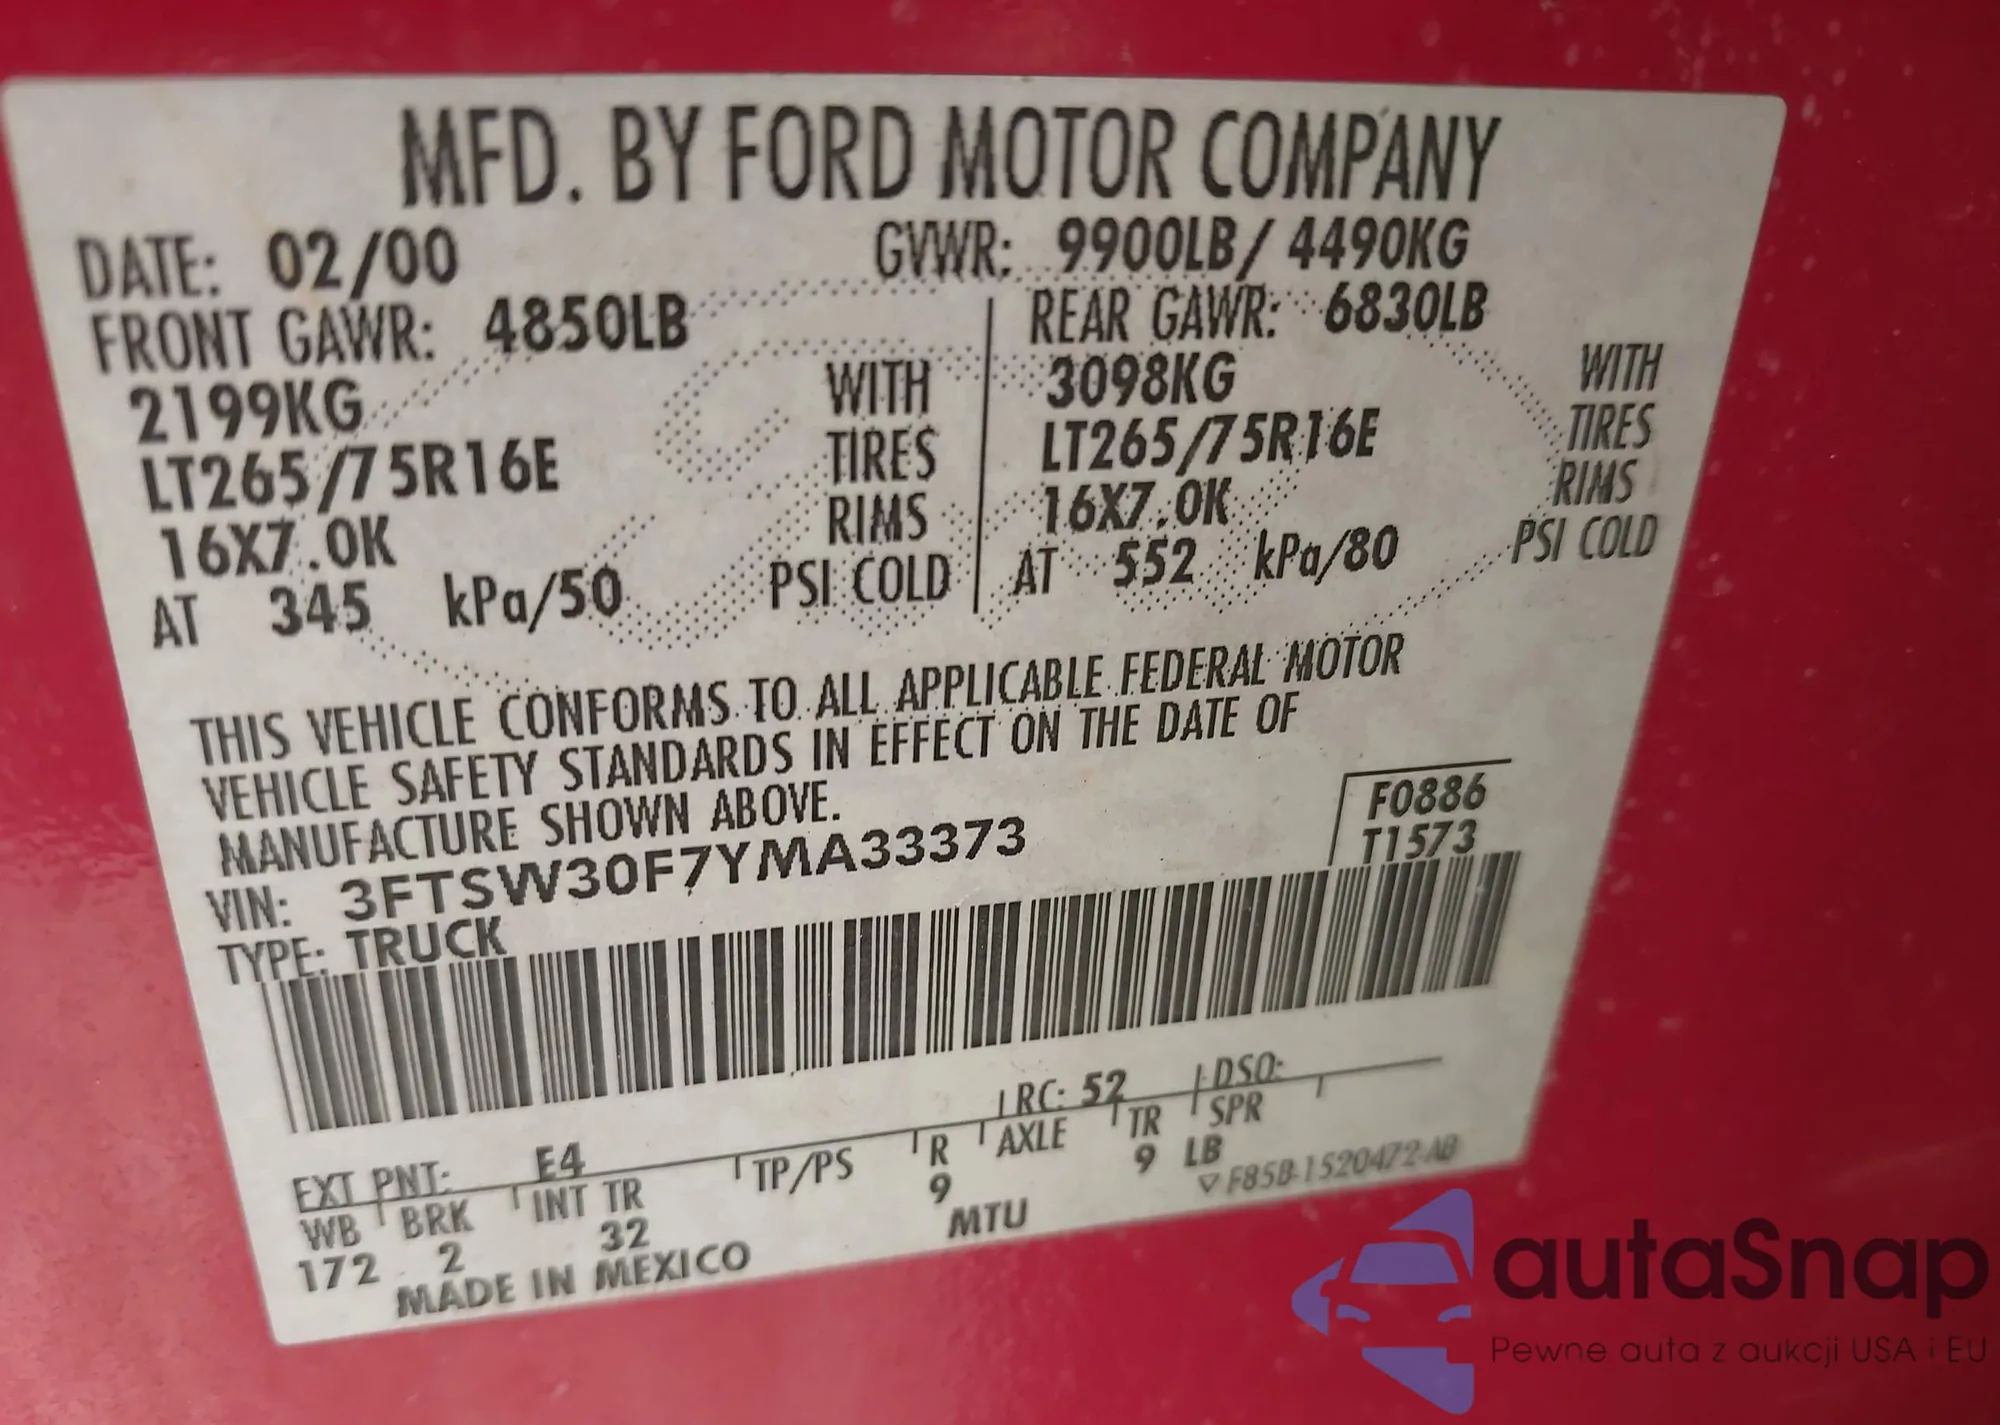 MFD. BY FORD MOTOR COMPANY
DATE: 02/00 GVWR: 9900LB/ 4490KG
FRONT GAWR: 4850LB REAR GAWR: 6830LB
2199KG WITH 3098KG WITH
LT265/75R16E TIRES LT265/75R16E TIRES
16X7.0K RIMS 16X7.0K RIMS
AT 345 kPa/50 PSI COLD AT 552 kPa/80 PSI COLD
THIS VEHICLE CONFORMS TO ALL APPLICABLE FEDERAL MOTOR
VEHICLE SAFETY STANDARDS IN EFFECT ON THE DATE OF
MANUFACTURE SHOWN ABOVE.
F0886
VIN: 3FTSW30F7YMA33373 T1573
TYPE: TRUCK
EXT PNT: E4 RC: 52 DSO:
WB BRK INT TR TP/PS R AXLE TR SPR
172 2 32 9 9 LB
MADE IN MEXICO MTU ▽ F85B-1520472-AB
autaSnap
Pewne auta z aukcji USA i EU